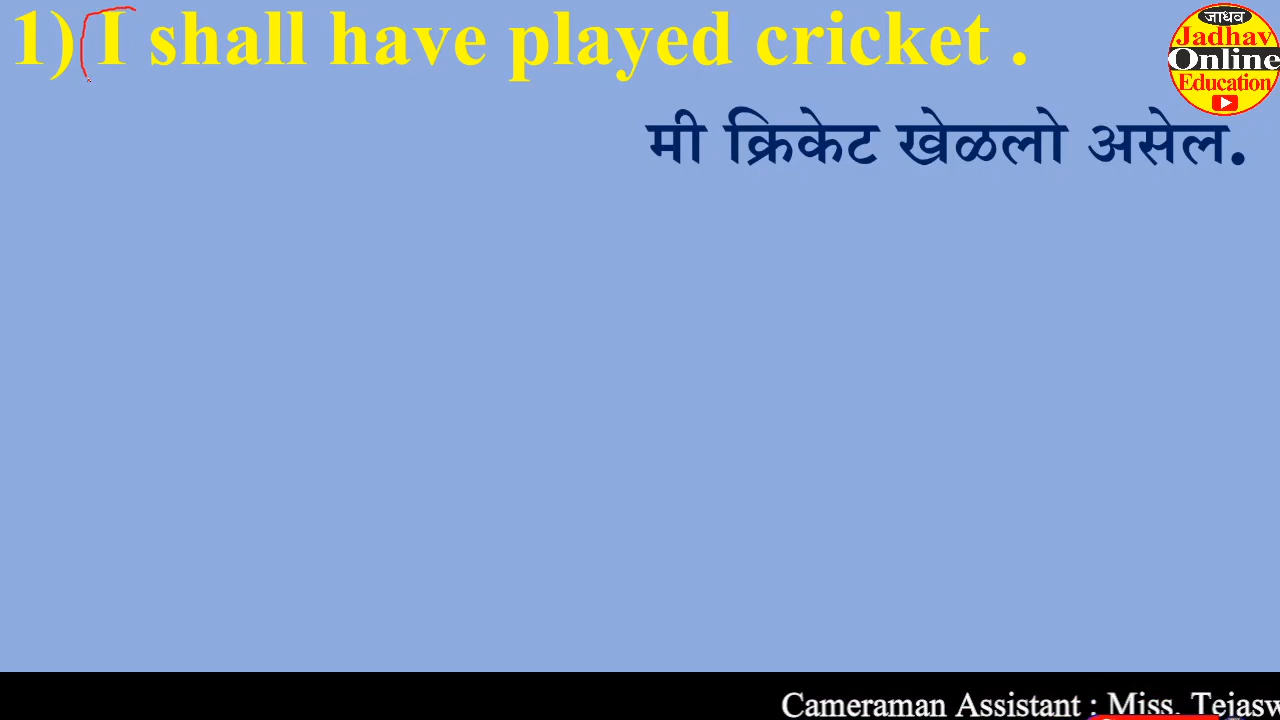 1) I shall have played cricket .
मी क्रिकेट खेळलो असेल.
जाधव
Jadhav
Online
Education
Cameraman Assistant : Miss.